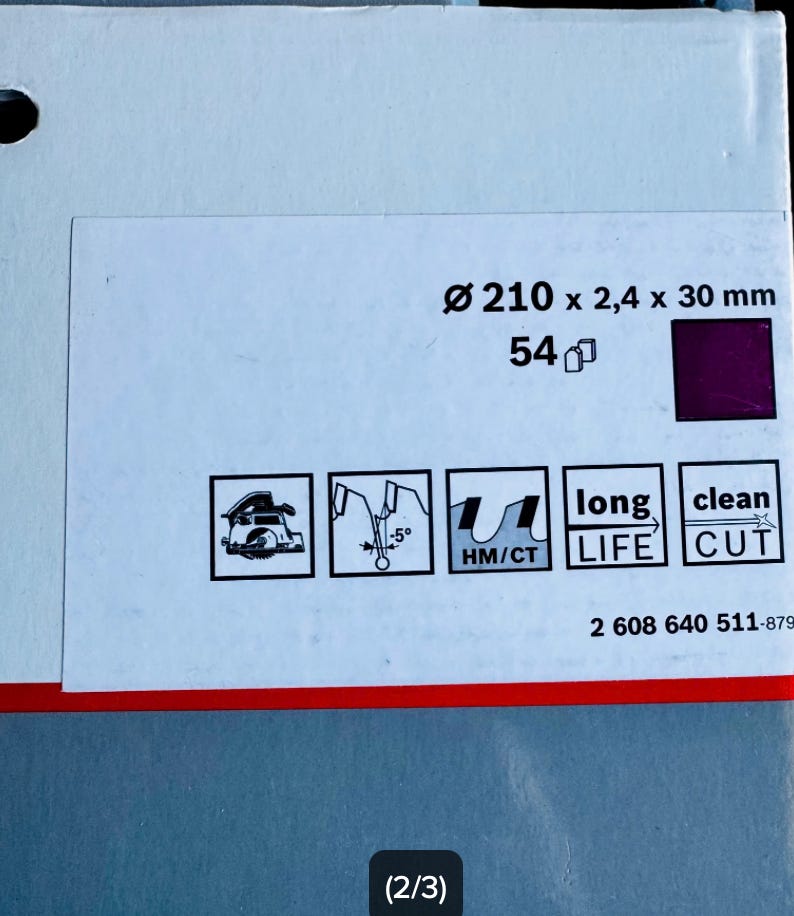 Ø 210 x 2,4 x 30 mm
54
-5°
HM/CT
long
LIFE
clean
CUT
2 608 640 511-879
(2/3)